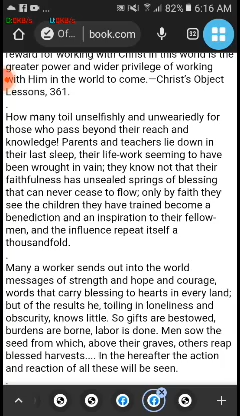 O:0KB/s U:0KB/s
82% 6:16 AM
Of... book.com 32
reward for working with Christ in this world is the
greater power and wider privilege of working
with Him in the world to come.—Christ's Object
Lessons, 361.
.
How many toil unselfishly and unweariedly for
those who pass beyond their reach and
knowledge! Parents and teachers lie down in
their last sleep, their life-work seeming to have
been wrought in vain; they know not that their
faithfulness has unsealed springs of blessing
that can never cease to flow; only by faith they
see the children they have trained become a
benediction and an inspiration to their fellow-
men, and the influence repeat itself a
thousandfold.
.
Many a worker sends out into the world
messages of strength and hope and courage,
words that carry blessing to hearts in every land;
but of the results he, toiling in loneliness and
obscurity, knows little. So gifts are bestowed,
burdens are borne, labor is done. Men sow the
seed from which, above their graves, others reap
blessed harvests.... In the hereafter the action
and reaction of all these will be seen.
.